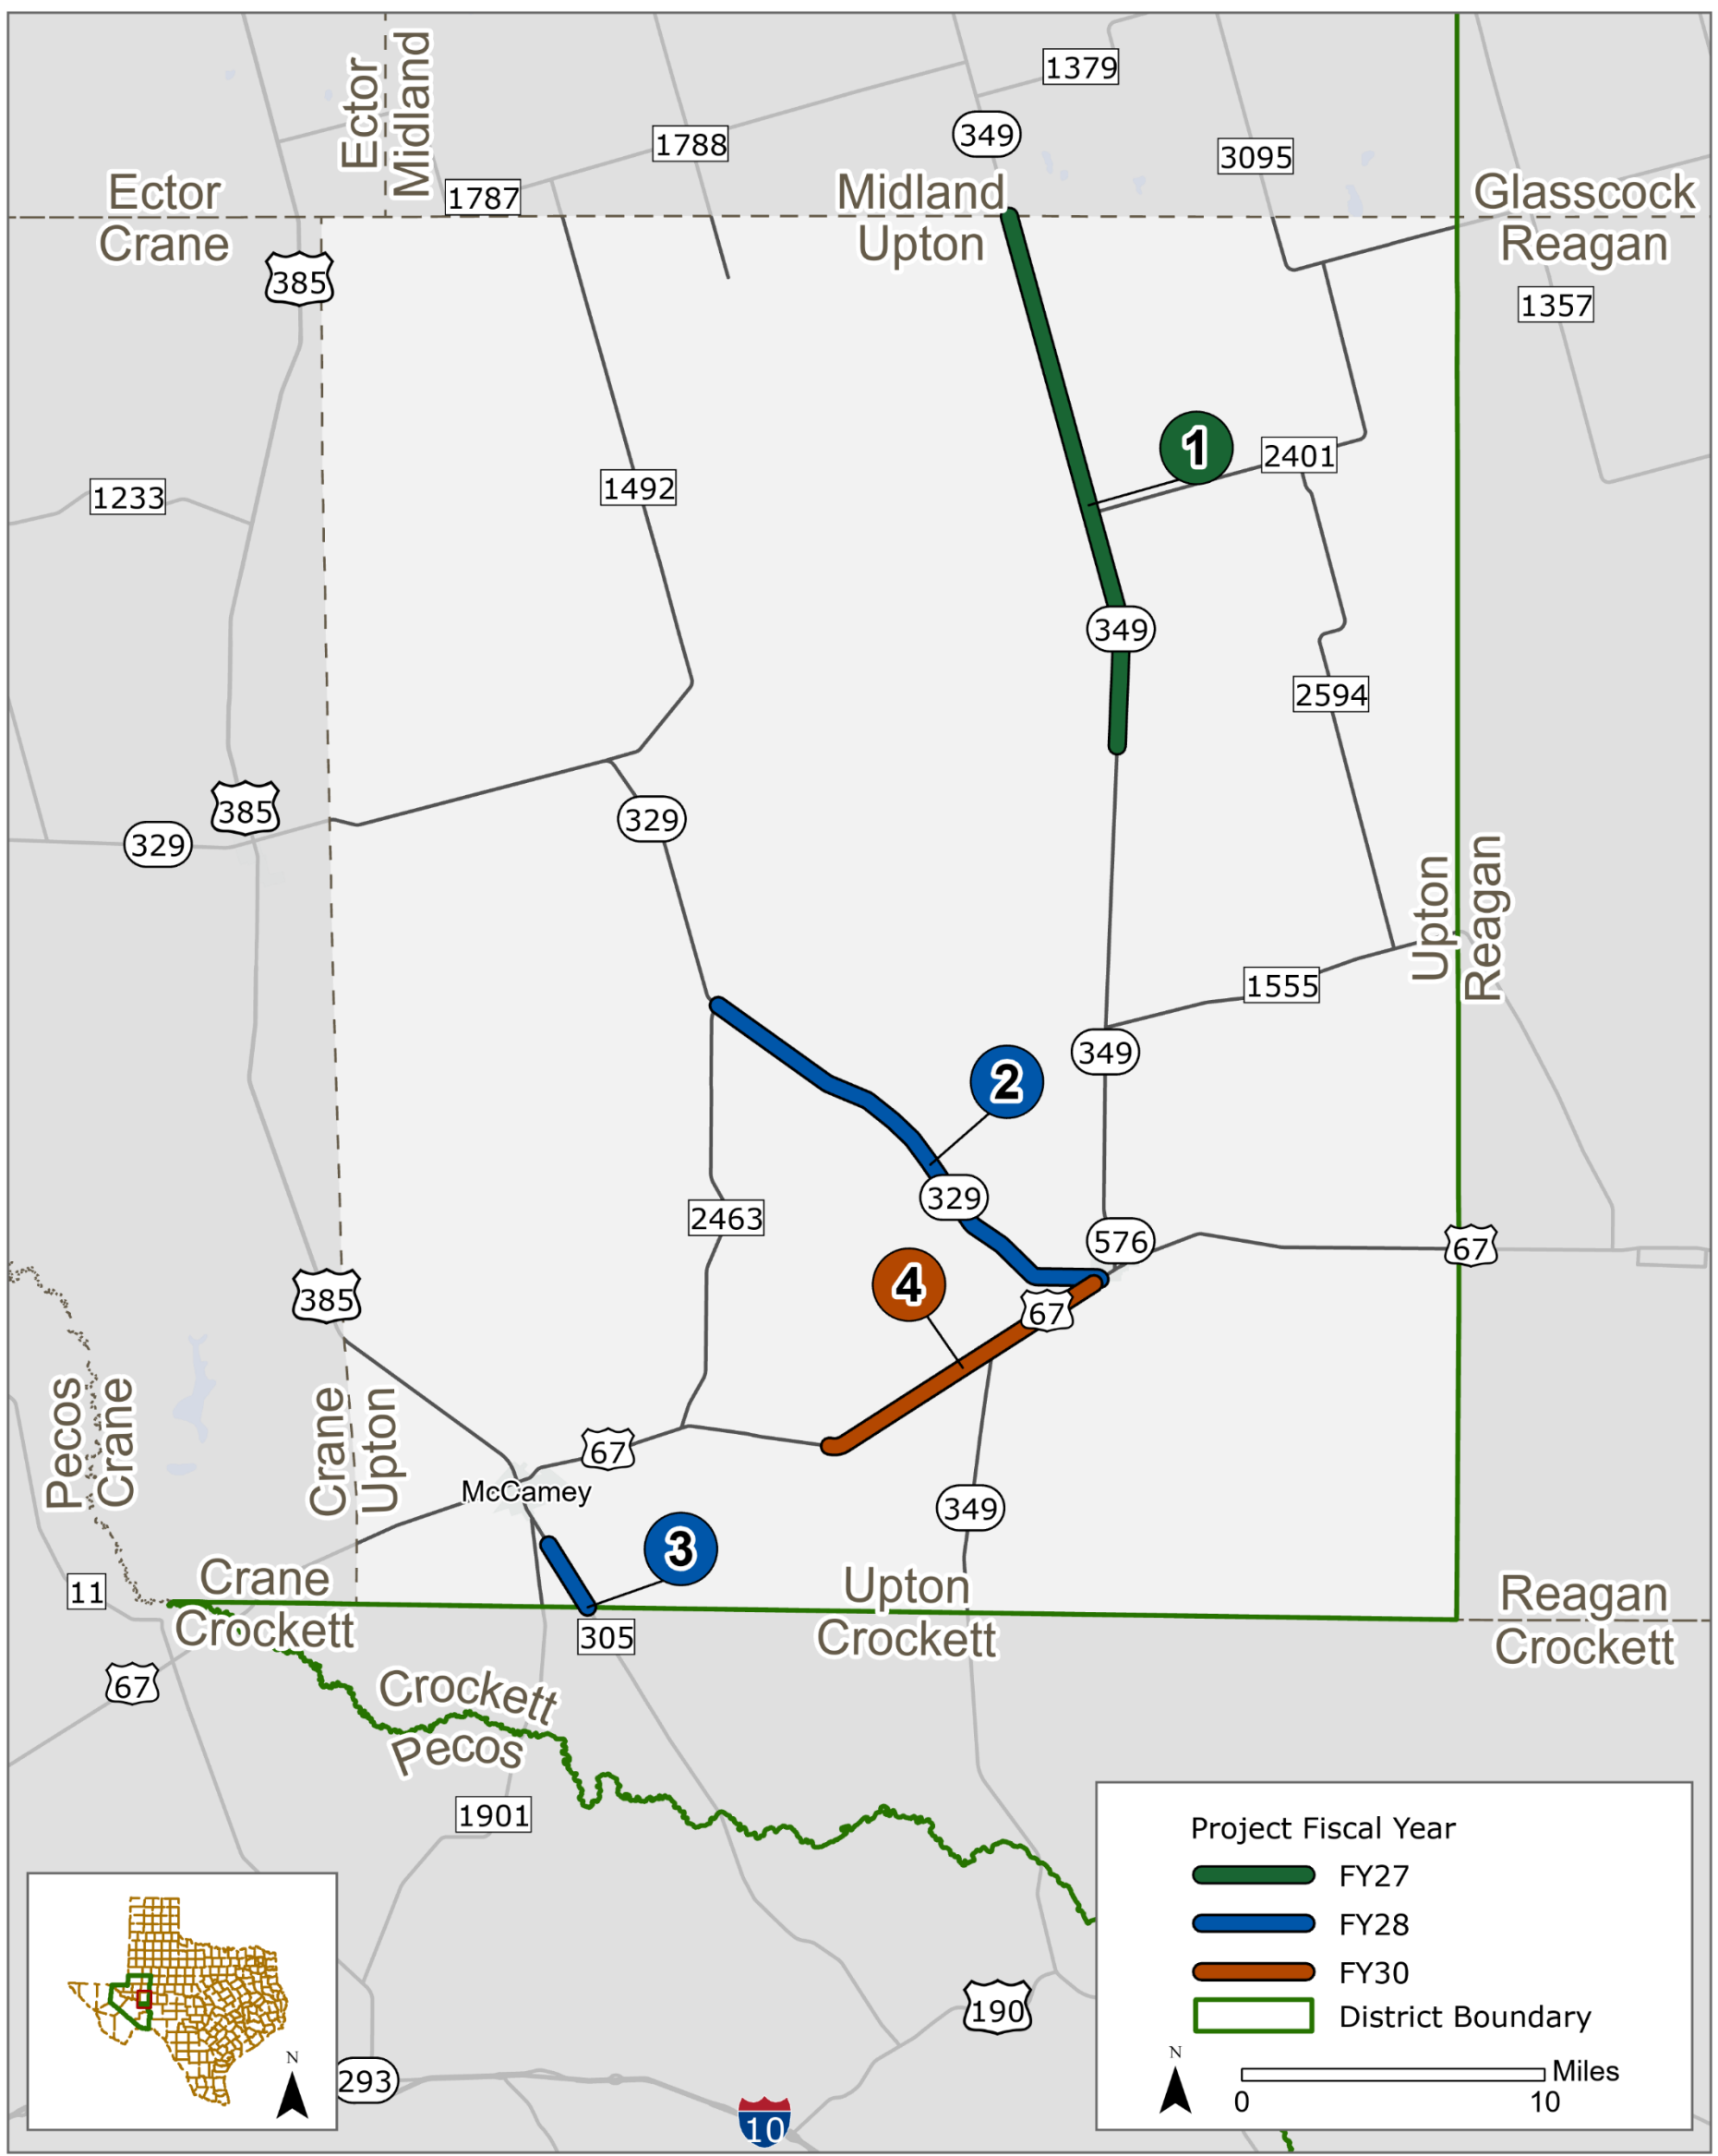 1379
Ector
Midland
349
1788
3095
1787
Ector
Midland
Glasscock
Crane
Upton
Reagan
385
1357
1
2401
1233
1492
349
2594
385
329
329
Upton
Reagan
1555
349
2
329
2463
576
67
385
4
67
Pecos
Crane
Crane
Upton
67
McCamey
349
3
11
Crane
Upton
Reagan
Crockett
305
Crockett
Crockett
67
Crockett
Pecos
1901
Project Fiscal Year
FY27
FY28
FY30
190
District Boundary
N
N
Miles
0
10
293
10